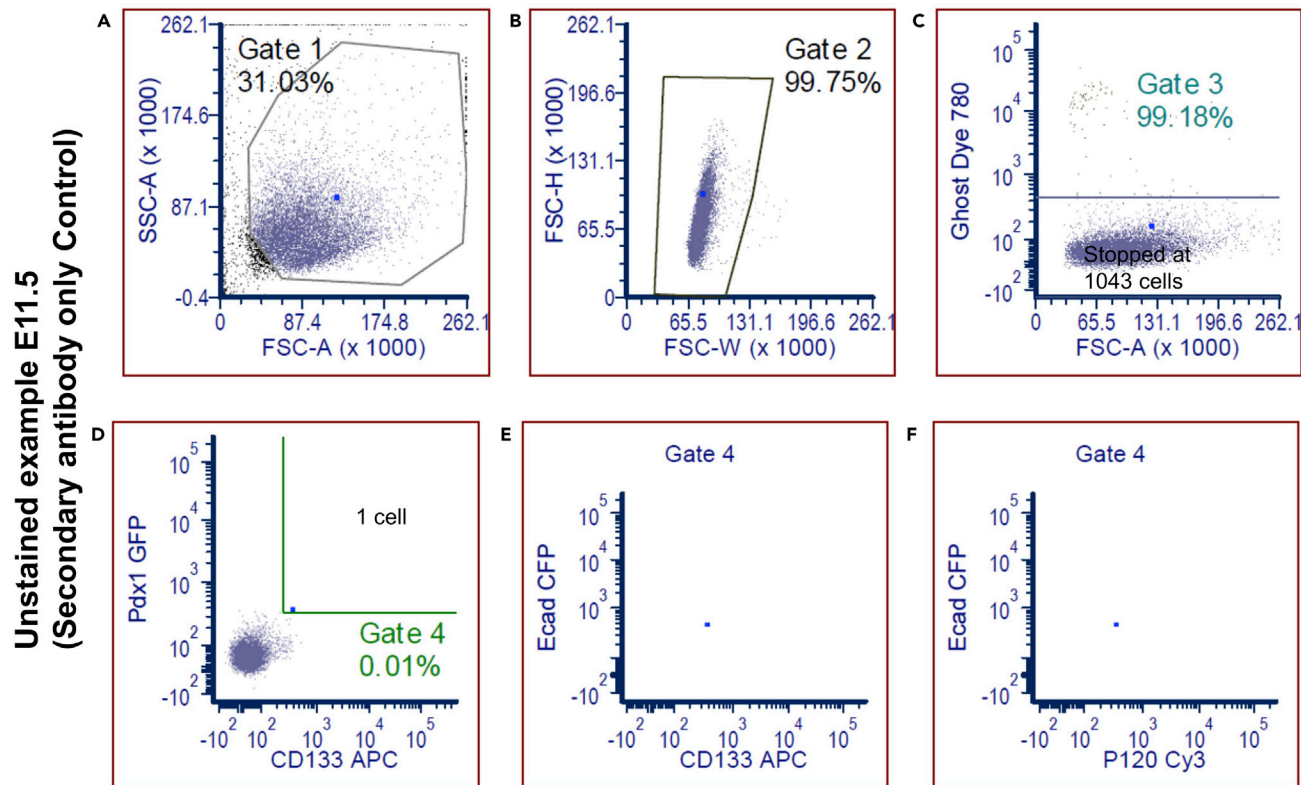 Unstained example E11.5
(Secondary antibody only Control)
A
262.1
174.6
87.1
-0.4
SSC-A (x 1000)
Gate 1
31.03%
0 87.4 174.8 262.1
FSC-A (x 1000)
B
262.1
196.6
131.1
65.5
0
FSC-H (x 1000)
Gate 2
99.75%
0 65.5 131.1 196.6 262.1
FSC-W (x 1000)
C
10^5
10^4
10^3
10^2
-10^2
Ghost Dye 780
Gate 3
99.18%
Stopped at
1043 cells
0 65.5 131.1 196.6 262.1
FSC-A (x 1000)
D
10^5
10^4
10^3
10^2
-10^2
Pdx1 GFP
1 cell
Gate 4
0.01%
-10^2 10^2 10^3 10^4 10^5
CD133 APC
E
Gate 4
10^5
10^4
10^3
-10^2
Ecad CFP
-10^2 10^2 10^3 10^4 10^5
CD133 APC
F
Gate 4
10^5
10^4
10^3
-10^2
Ecad CFP
-10^2 10^2 10^3 10^4 10^5
P120 Cy3